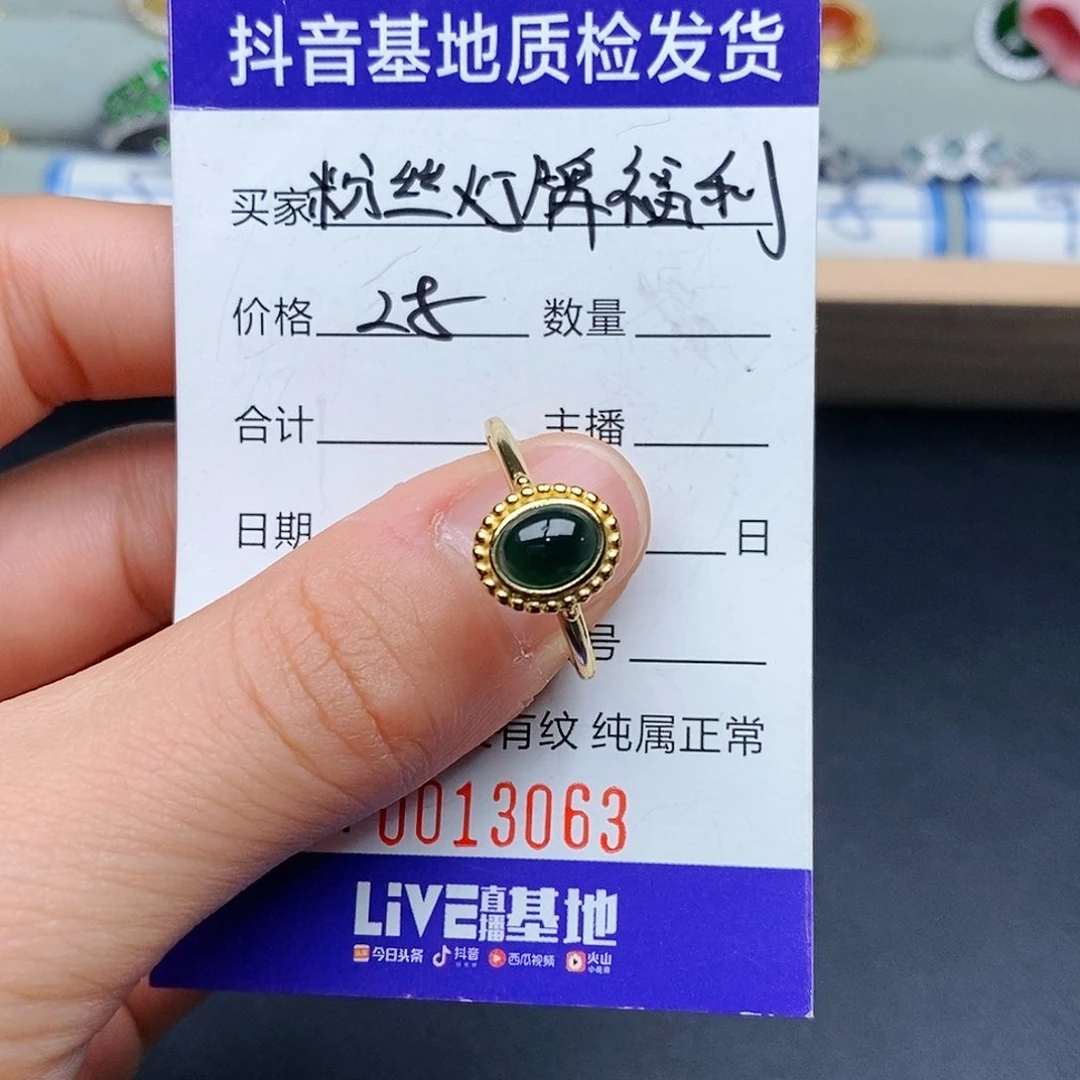 抖音基地质检发货
买家 粉丝灯牌福利
价格 数量
合计 主播
日期 日
号
有纹 纯属正常
0013063
LiVE直播基地
今日头条 抖音 西瓜视频 火山